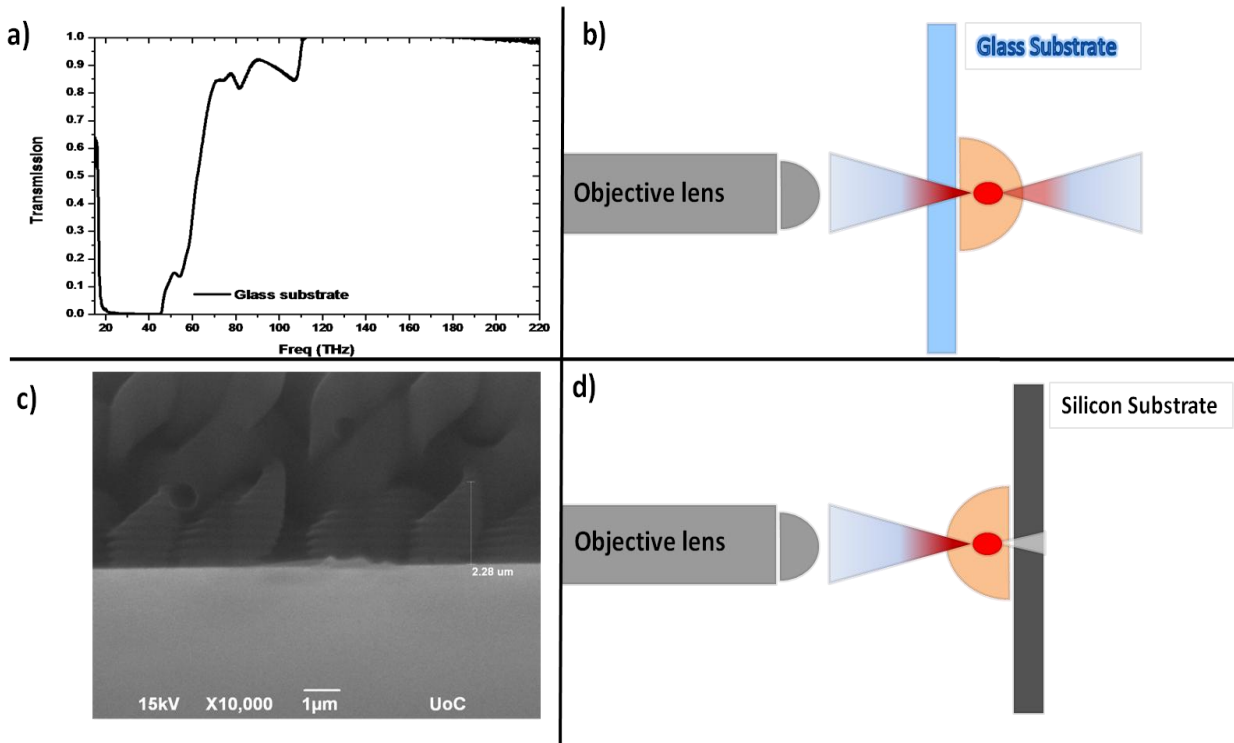 a)
1.0
0.9
0.8
0.7
0.6
0.5
0.4
0.3
0.2
0.1
0.0
Transmission
Glass substrate
20 40 60 80 100 120 140 160 180 200 220
Freq (THz)
b)
Glass Substrate
Objective lens
c)
2.28 um
15kV X10,000 1μm UoC
d)
Silicon Substrate
Objective lens